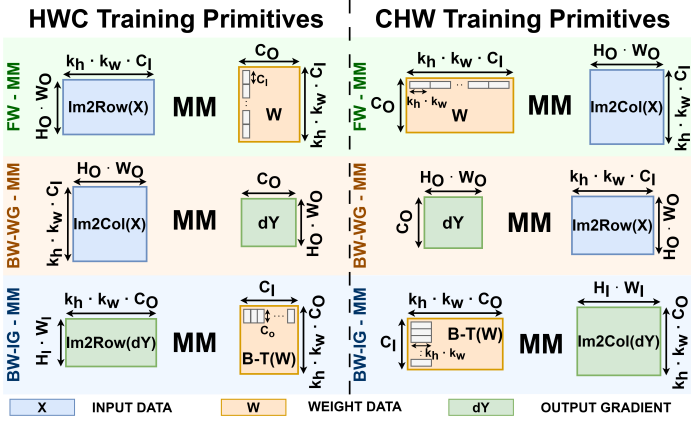 HWC Training Primitives
CHW Training Primitives
FW - MM
kh · kw · CI
HO · WO
Im2Row(X)
MM
CO
CI
W
kh · kw · CI
FW - MM
kh · kw · CI
CO
kh · kw
W
MM
HO · WO
Im2Col(X)
kh · kw · CI
BW-WG - MM
HO · WO
kh · kw · CI
Im2Col(X)
MM
CO
dY
HO · WO
BW-WG - MM
HO · WO
CO
dY
MM
kh · kw · CI
Im2Row(X)
HO · WO
BW-IG - MM
kh · kw · CO
HI · WI
Im2Row(dY)
MM
CI
Co
B-T(W)
kh · kw · CO
BW-IG - MM
kh · kw · CO
CI
B-T(W)
kh · kw
MM
HI · WI
Im2Col(dY)
kh · kw · CO
X INPUT DATA W WEIGHT DATA dY OUTPUT GRADIENT